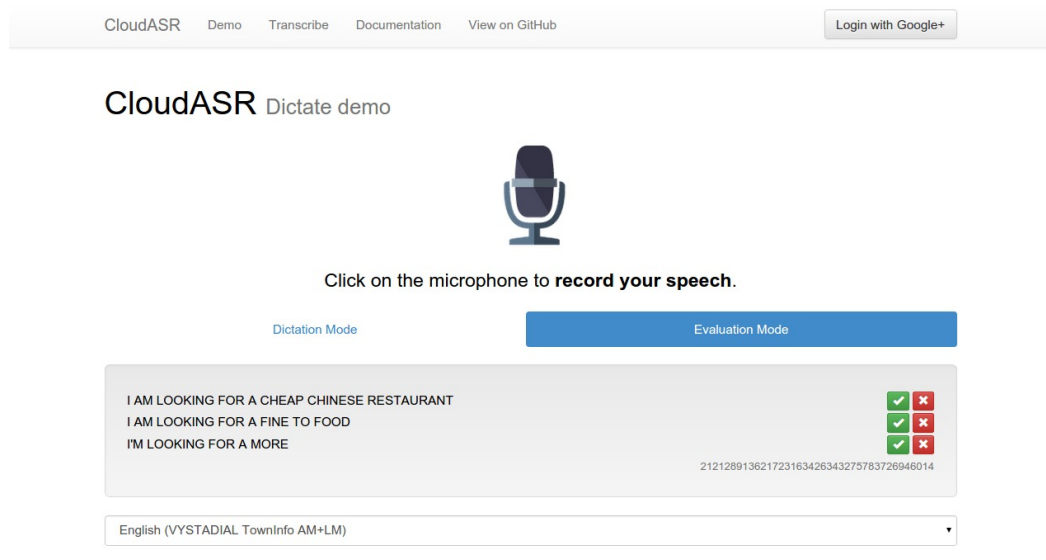 CloudASR Demo Transcribe Documentation View on GitHub Login with Google+
CloudASR Dictate demo
Click on the microphone to record your speech.
Dictation Mode Evaluation Mode
I AM LOOKING FOR A CHEAP CHINESE RESTAURANT
I AM LOOKING FOR A FINE TO FOOD
I'M LOOKING FOR A MORE
212128913621723163426343275783726946014
English (VYSTADIAL TownInfo AM+LM)